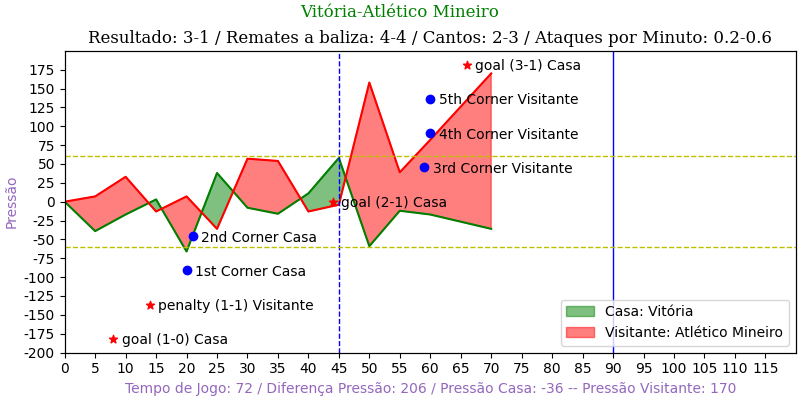 Vitória-Atlético Mineiro
Resultado: 3-1 / Remates a baliza: 4-4 / Cantos: 2-3 / Ataques por Minuto: 0.2-0.6
Pressão
175
150
125
100
75
50
25
0
-25
-50
-75
-100
-125
-150
-175
-200
goal (3-1) Casa
5th Corner Visitante
4th Corner Visitante
3rd Corner Visitante
goal (2-1) Casa
2nd Corner Casa
1st Corner Casa
penalty (1-1) Visitante
goal (1-0) Casa
Casa: Vitória
Visitante: Atlético Mineiro
0 5 10 15 20 25 30 35 40 45 50 55 60 65 70 75 80 85 90 95 100 105 110 115
Tempo de Jogo: 72 / Diferença Pressão: 206 / Pressão Casa: -36 -- Pressão Visitante: 170